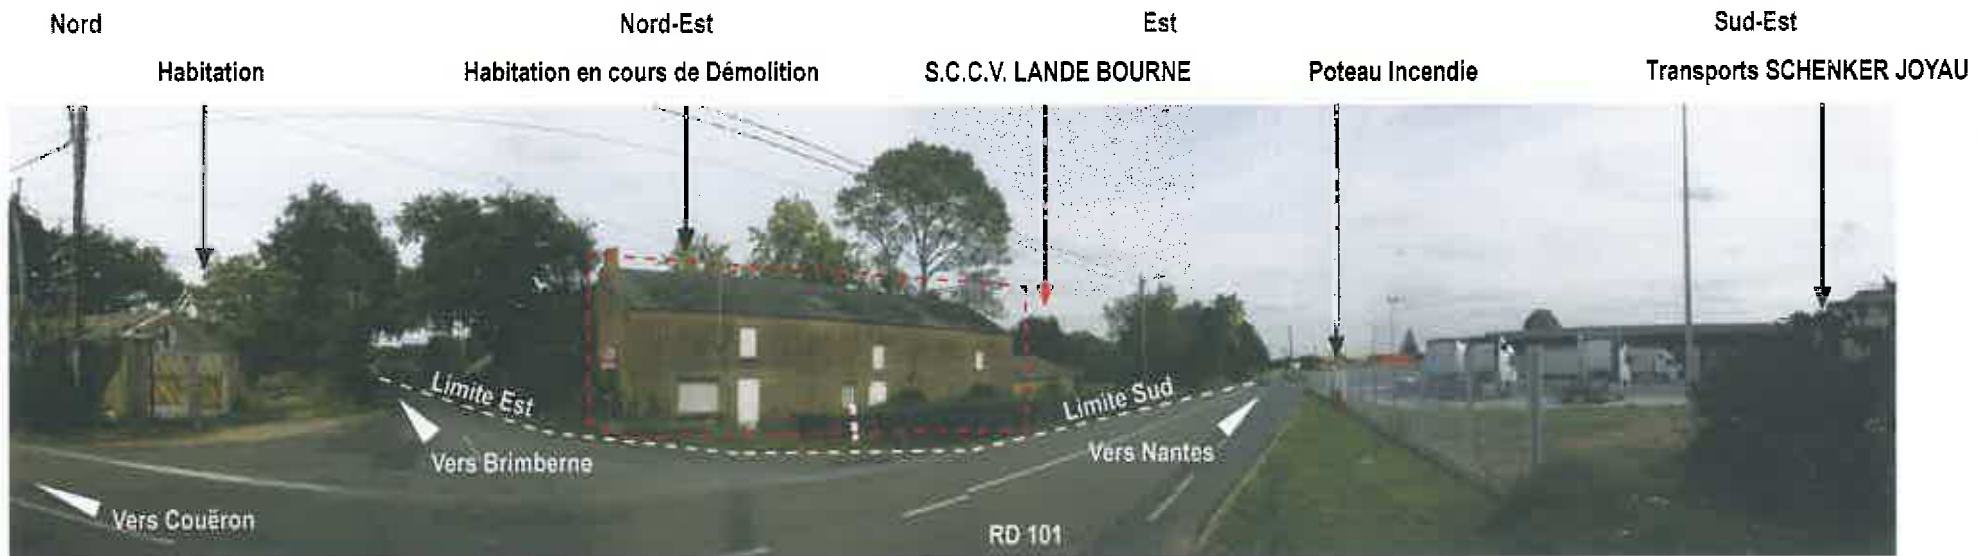 Nord Nord-Est Est Sud-Est
Habitation Habitation en cours de Démolition S.C.C.V. LANDE BOURNE Poteau Incendie Transports SCHENKER JOYAU
Limite Est
Limite Sud
Vers Brimberne
Vers Nantes
Vers Couëron
RD 101